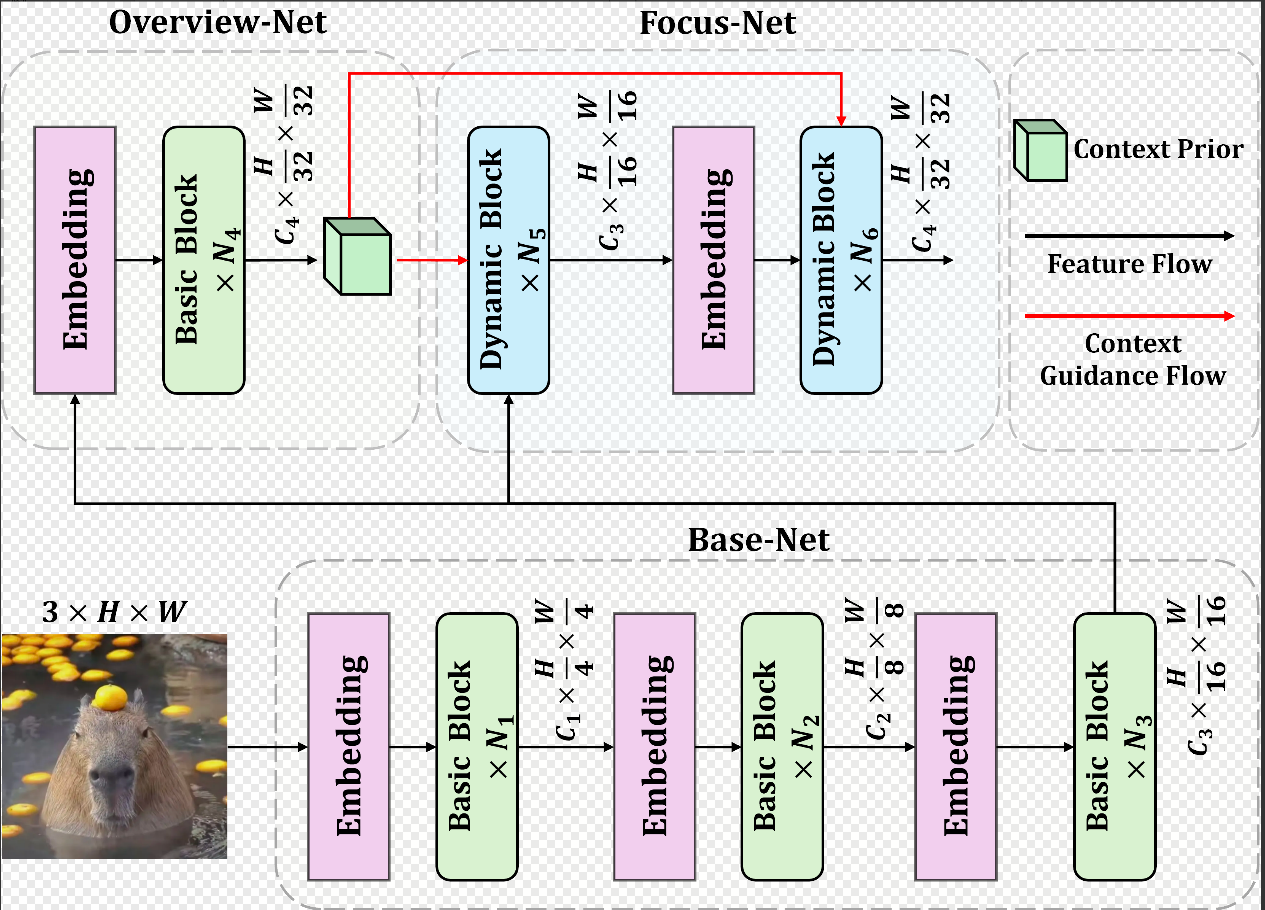 Overview-Net
Focus-Net
Embedding
Basic Block
× N₄
C₄ × H/32 × W/32
Dynamic Block
× N₅
C₃ × H/16 × W/16
Embedding
Dynamic Block
× N₆
C₄ × H/32 × W/32
Context Prior
Feature Flow
Context
Guidance Flow
Base-Net
3 × H × W
Embedding
Basic Block
× N₁
C₁ × H/4 × W/4
Embedding
Basic Block
× N₂
C₂ × H/8 × W/8
Embedding
Basic Block
× N₃
C₃ × H/16 × W/16